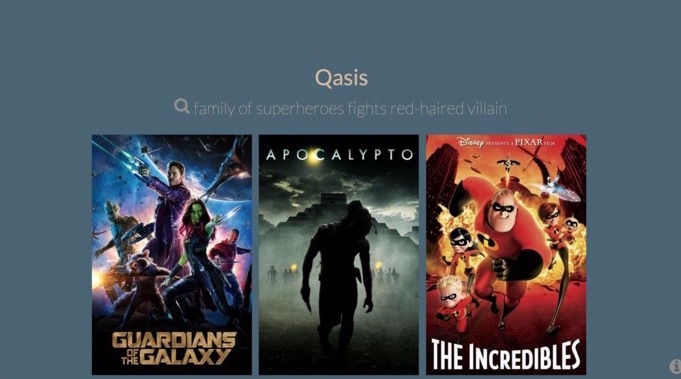 Qasis
family of superheroes fights red-haired villain
GUARDIANS
OF THE GALAXY
APOCALYPTO
Disney PRESENTS A PIXAR FILM
THE INCREDIBLES
i